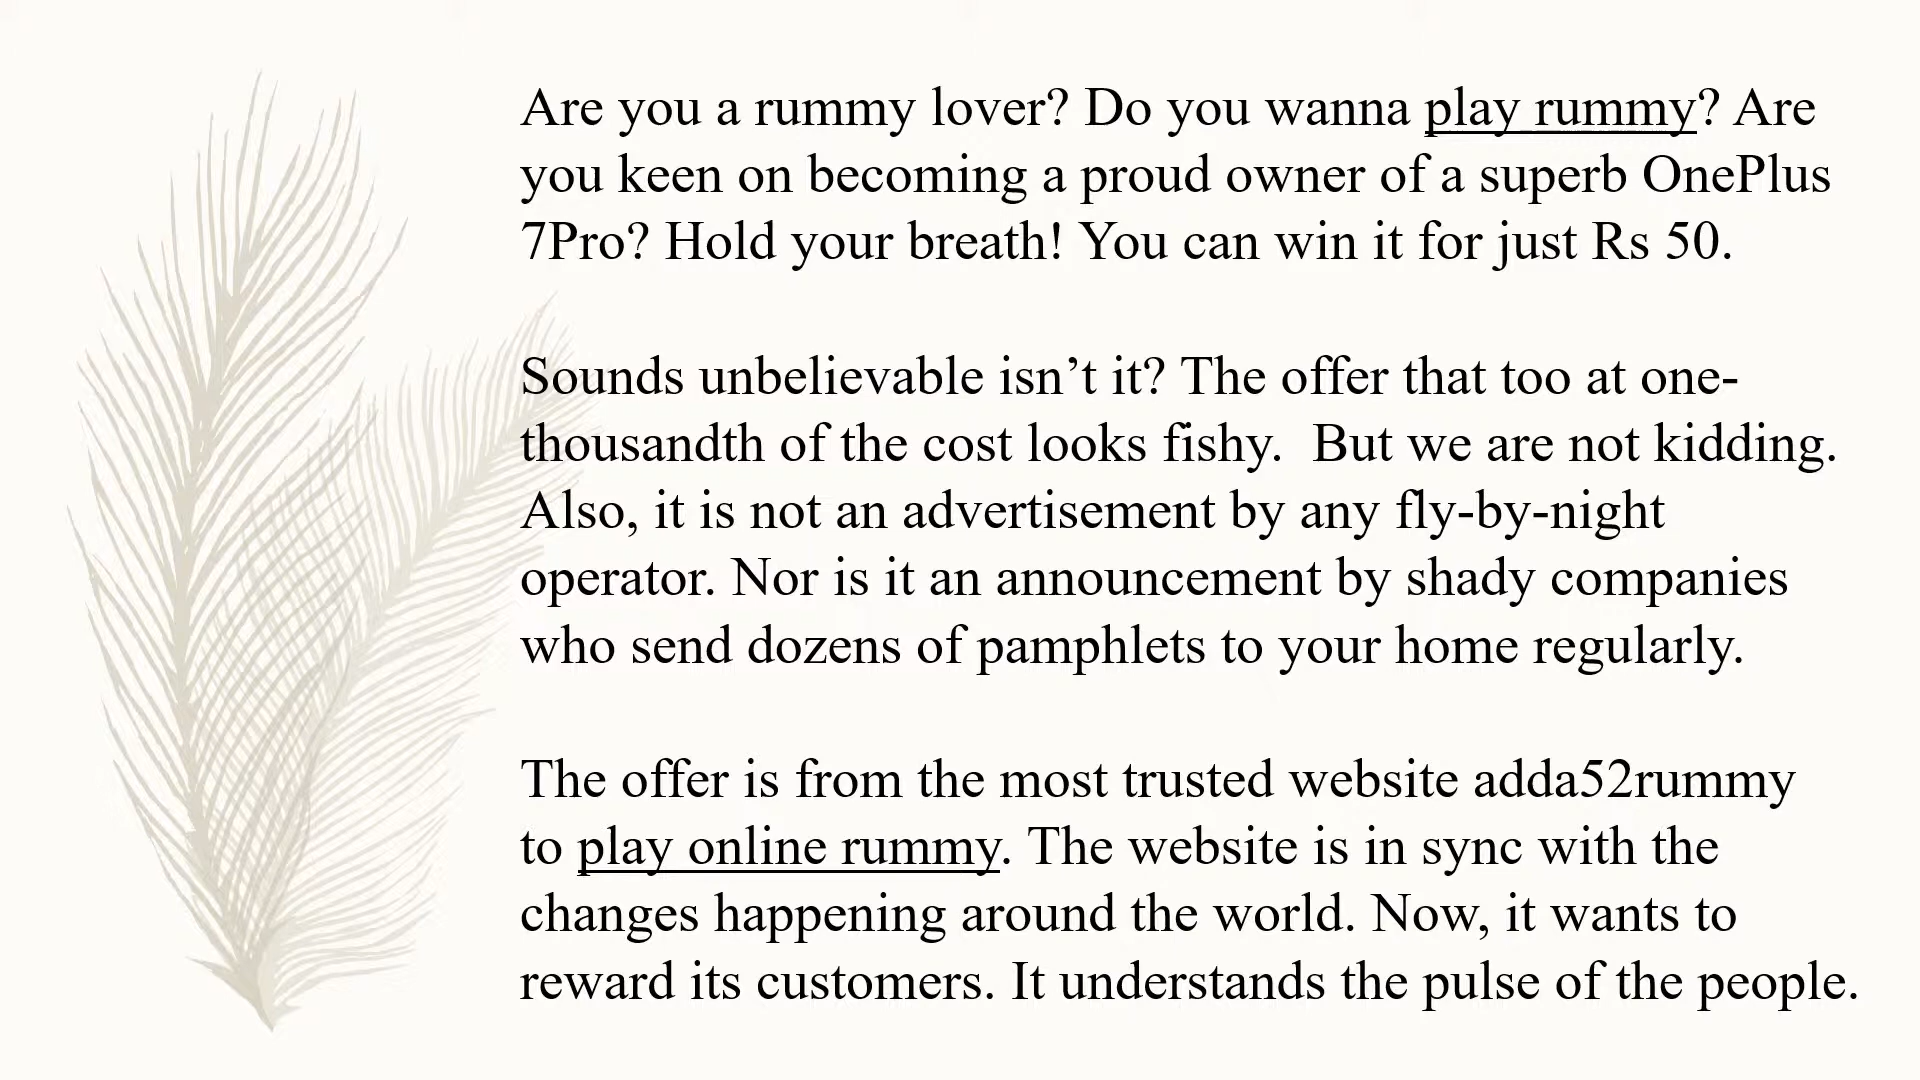 Are you a rummy lover? Do you wanna play rummy? Are
you keen on becoming a proud owner of a superb OnePlus
7Pro? Hold your breath! You can win it for just Rs 50.
Sounds unbelievable isn’t it? The offer that too at one-
thousandth of the cost looks fishy.  But we are not kidding.
Also, it is not an advertisement by any fly-by-night
operator. Nor is it an announcement by shady companies
who send dozens of pamphlets to your home regularly.
The offer is from the most trusted website adda52rummy
to play online rummy. The website is in sync with the
changes happening around the world. Now, it wants to
reward its customers. It understands the pulse of the people.